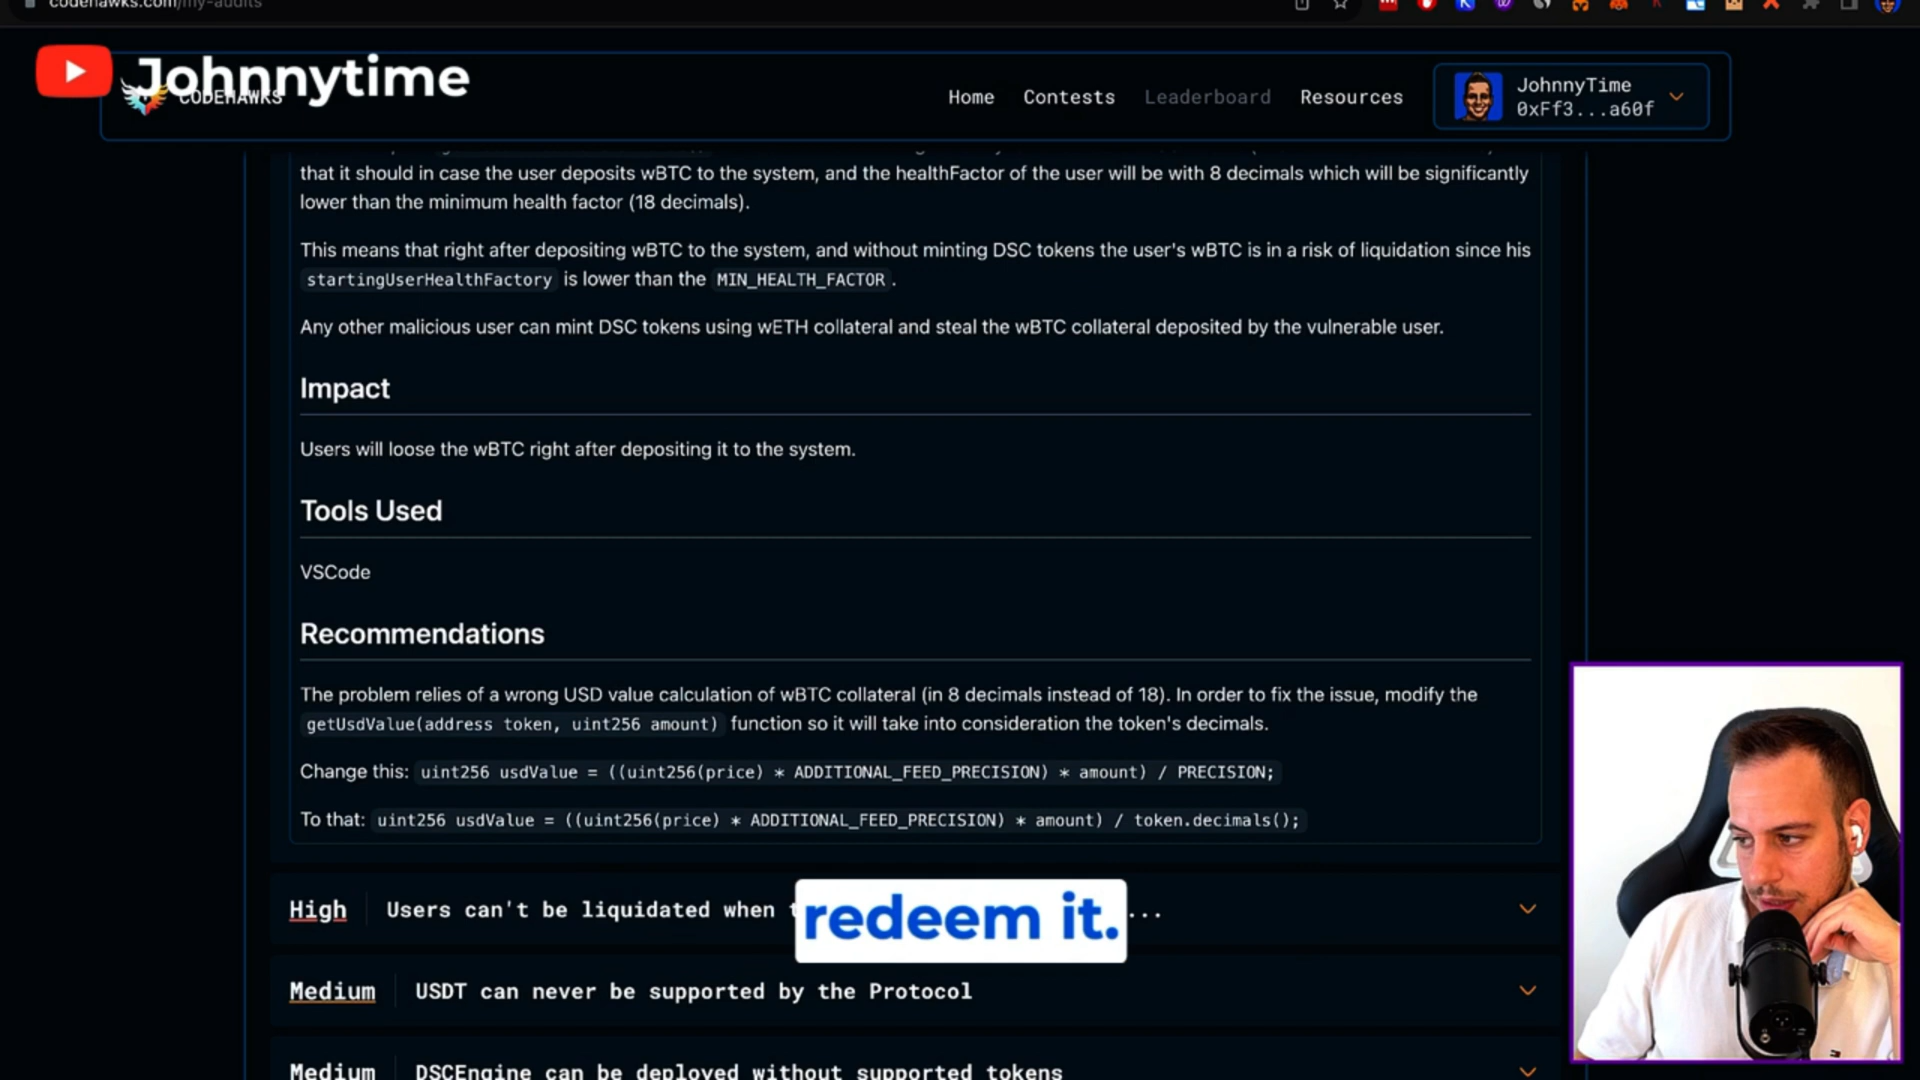 codehawks.com/my-audits
Johnnytime
CODEHAWKS
Home
Contests
Leaderboard
Resources
JohnnyTime
0xFf3...a60f
that it should in case the user deposits wBTC to the system, and the healthFactor of the user will be with 8 decimals which will be significantly
lower than the minimum health factor (18 decimals).
This means that right after depositing wBTC to the system, and without minting DSC tokens the user's wBTC is in a risk of liquidation since his
startingUserHealthFactory is lower than the MIN_HEALTH_FACTOR .
Any other malicious user can mint DSC tokens using wETH collateral and steal the wBTC collateral deposited by the vulnerable user.
Impact
Users will loose the wBTC right after depositing it to the system.
Tools Used
VSCode
Recommendations
The problem relies of a wrong USD value calculation of wBTC collateral (in 8 decimals instead of 18). In order to fix the issue, modify the
getUsdValue(address token, uint256 amount) function so it will take into consideration the token's decimals.
Change this: uint256 usdValue = ((uint256(price) * ADDITIONAL_FEED_PRECISION) * amount) / PRECISION;
To that: uint256 usdValue = ((uint256(price) * ADDITIONAL_FEED_PRECISION) * amount) / token.decimals();
High Users can't be liquidated when ...
redeem it.
Medium USDT can never be supported by the Protocol
Medium DSCEngine can be deployed without supported tokens